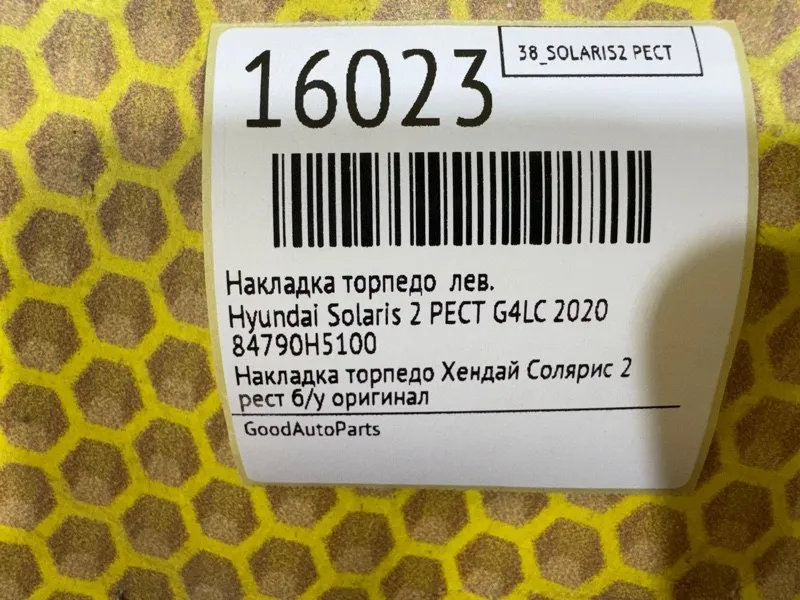 16023
38_SOLARIS2 РЕСТ
Накладка торпедо лев.
Hyundai Solaris 2 РЕСТ G4LC 2020
84790H5100
Накладка торпедо Хендай Солярис 2
рест б/у оригинал
GoodAutoParts